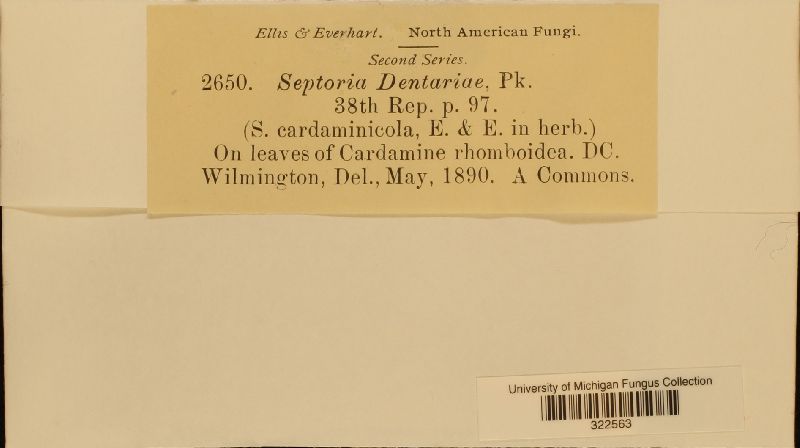 Ellis & Everhart. North American Fungi.
Second Series.
2650. Septoria Dentariae, Pk.
38th Rep. p. 97.
(S. cardaminicola, E. & E. in herb.)
On leaves of Cardamine rhomboidea. DC.
Wilmington, Del., May, 1890. A Commons.
University of Michigan Fungus Collection
322563